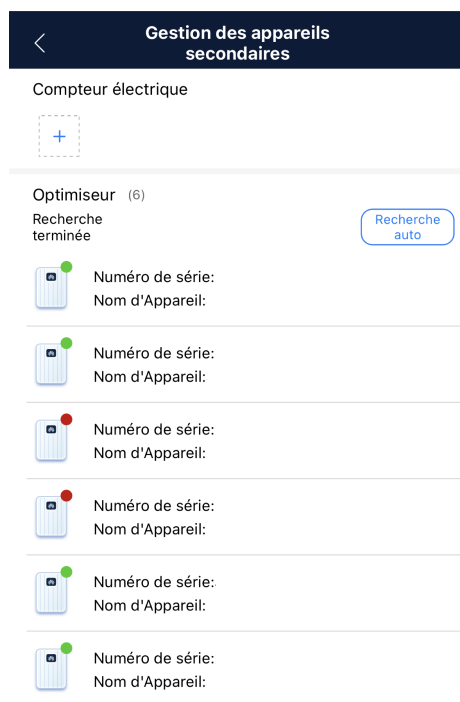 Gestion des appareils
secondaires
Compteur électrique
+
Optimiseur (6)
Recherche
terminée
Recherche
auto
Numéro de série:
Nom d'Appareil:
Numéro de série:
Nom d'Appareil:
Numéro de série:
Nom d'Appareil:
Numéro de série:
Nom d'Appareil:
Numéro de série:
Nom d'Appareil:
Numéro de série:
Nom d'Appareil: